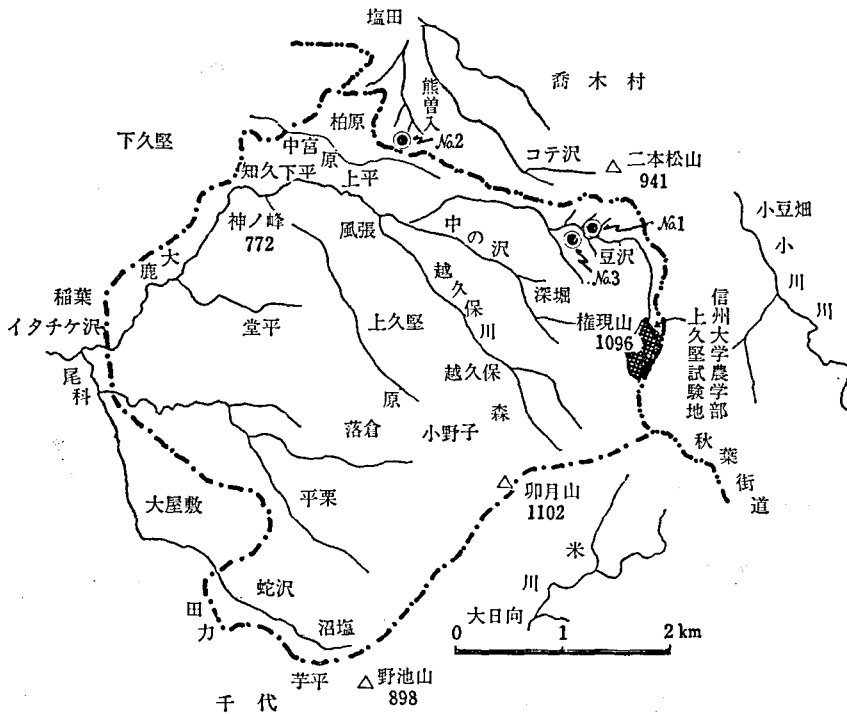 塩田
喬木村
熊曽入
柏原
No.2
下久堅
中宮原
コテ沢
二本松山
941
知久下平
上平
小豆畑
神ノ峰
772
風張
中の沢
No.1
豆沢
No.3
小川川
大鹿
稲葉
越久保川
深堀
イタチケ沢
堂平
上久堅
権現山
1096
信州大学農学部
上久堅試験地
尾科
越久保
原
森
落倉
小野子
秋葉街道
大屋敷
平栗
卯月山
1102
米川
蛇沢
田力
沼塩
大日向
0 1 2 km
芋平
野池山
898
千代